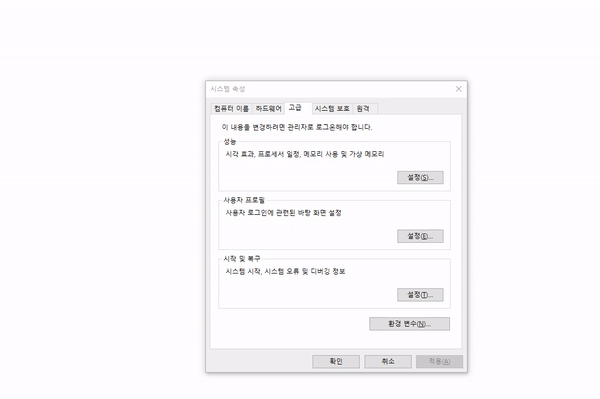 시스템 속성
컴퓨터 이름 하드웨어 고급 시스템 보호 원격
이 내용을 변경하려면 관리자로 로그온해야 합니다.
성능
시각 효과, 프로세서 일정, 메모리 사용 및 가상 메모리
설정(S)...
사용자 프로필
사용자 로그인에 관련된 바탕 화면 설정
설정(E)...
시작 및 복구
시스템 시작, 시스템 오류 및 디버깅 정보
설정(T)...
환경 변수(N)...
확인 취소 적용(A)